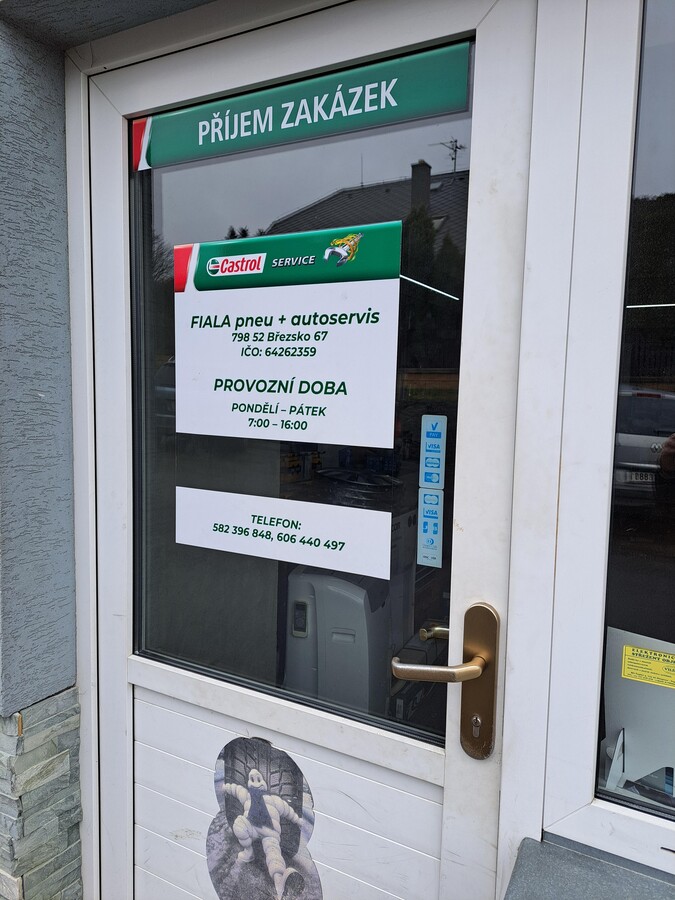 PŘÍJEM ZAKÁZEK
Castrol SERVICE
FIALA pneu + autoservis
798 52 Březsko 67
IČO: 64262359
PROVOZNÍ DOBA
PONDĚLÍ – PÁTEK
7:00 – 16:00
TELEFON:
582 396 848, 606 440 497
VISA
VISA